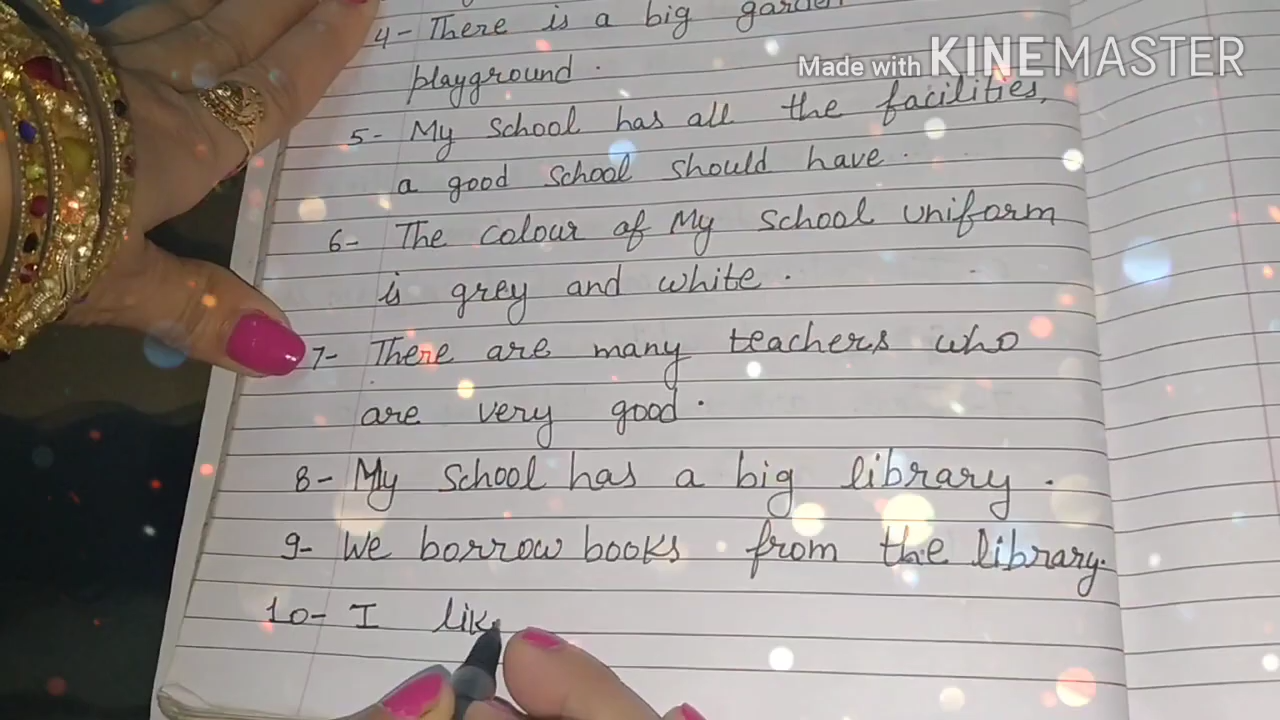 4- There is a big garden
Made with KINEMASTER
playground.
5- My school has all the facilities,
a good school should have.
6- The colour of My school uniform
is grey and white.
7- There are many teachers who
are very good.
8- My school has a big library.
9- We borrow books from the library.
10- I lik